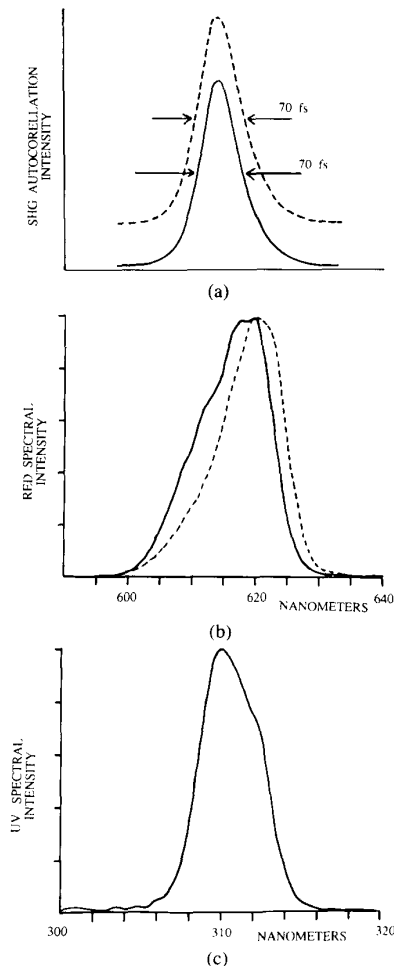 SHG AUTOCORELLATION
INTENSITY
70 fs
70 fs
(a)
RED SPECTRAL
INTENSITY
600
620
640
NANOMETERS
(b)
UV SPECTRAL
INTENSITY
300
310
320
NANOMETERS
(c)